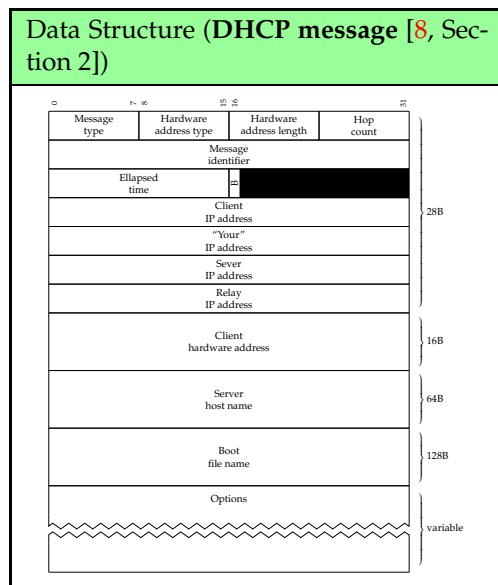 Data Structure (DHCP message [8, Sec-
tion 2])
0 7 8 15 16 31
Message type
Hardware address type
Hardware address length
Hop count
Message
identifier
Ellapsed
time
B
Client
IP address
"Your"
IP address
Sever
IP address
Relay
IP address
28B
Client
hardware address
16B
Server
host name
64B
Boot
file name
128B
Options
variable